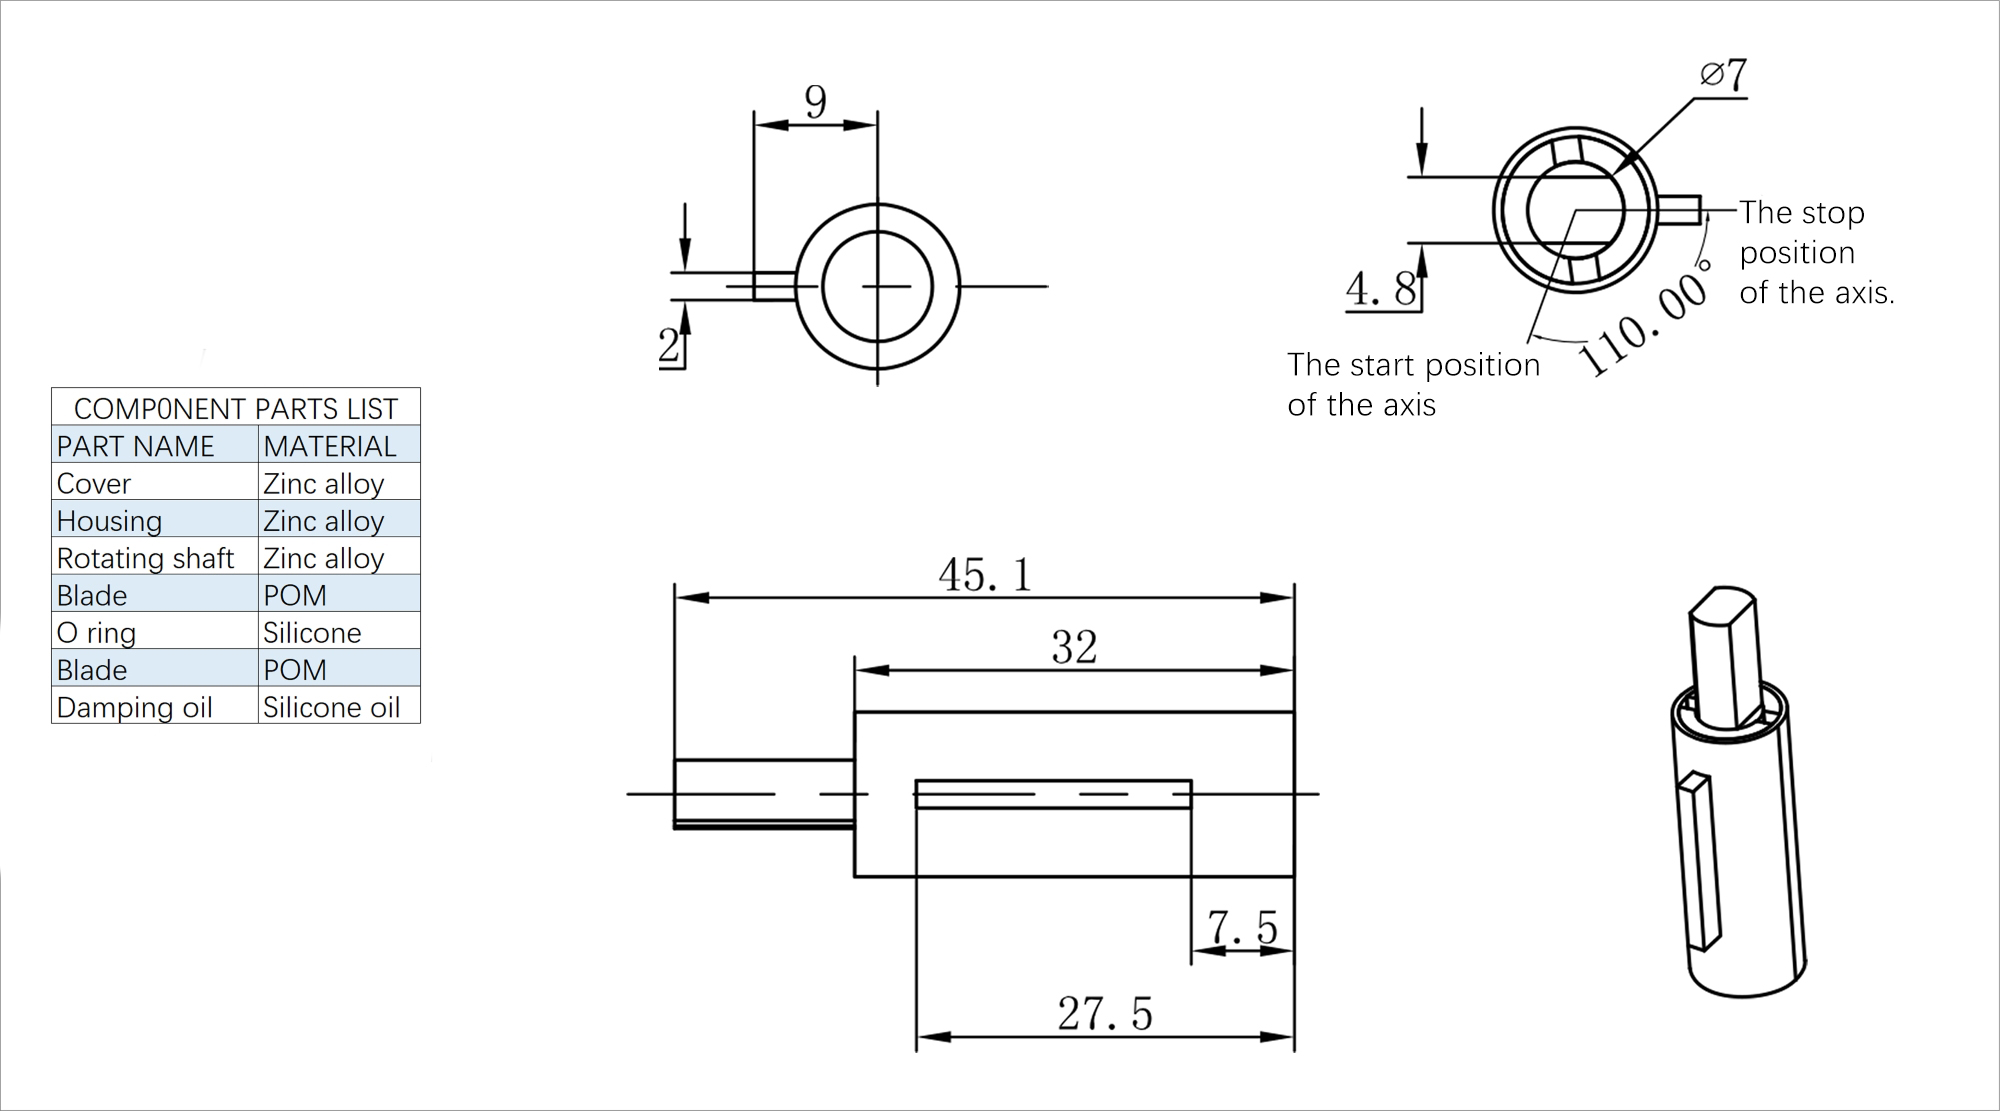 9
2
⌀7
4.8
The stop
position
of the axis.
110.00°
The start position
of the axis
COMP0NENT PARTS LIST
PART NAME MATERIAL
Cover Zinc alloy
Housing Zinc alloy
Rotating shaft Zinc alloy
Blade POM
O ring Silicone
Blade POM
Damping oil Silicone oil
45.1
32
7.5
27.5